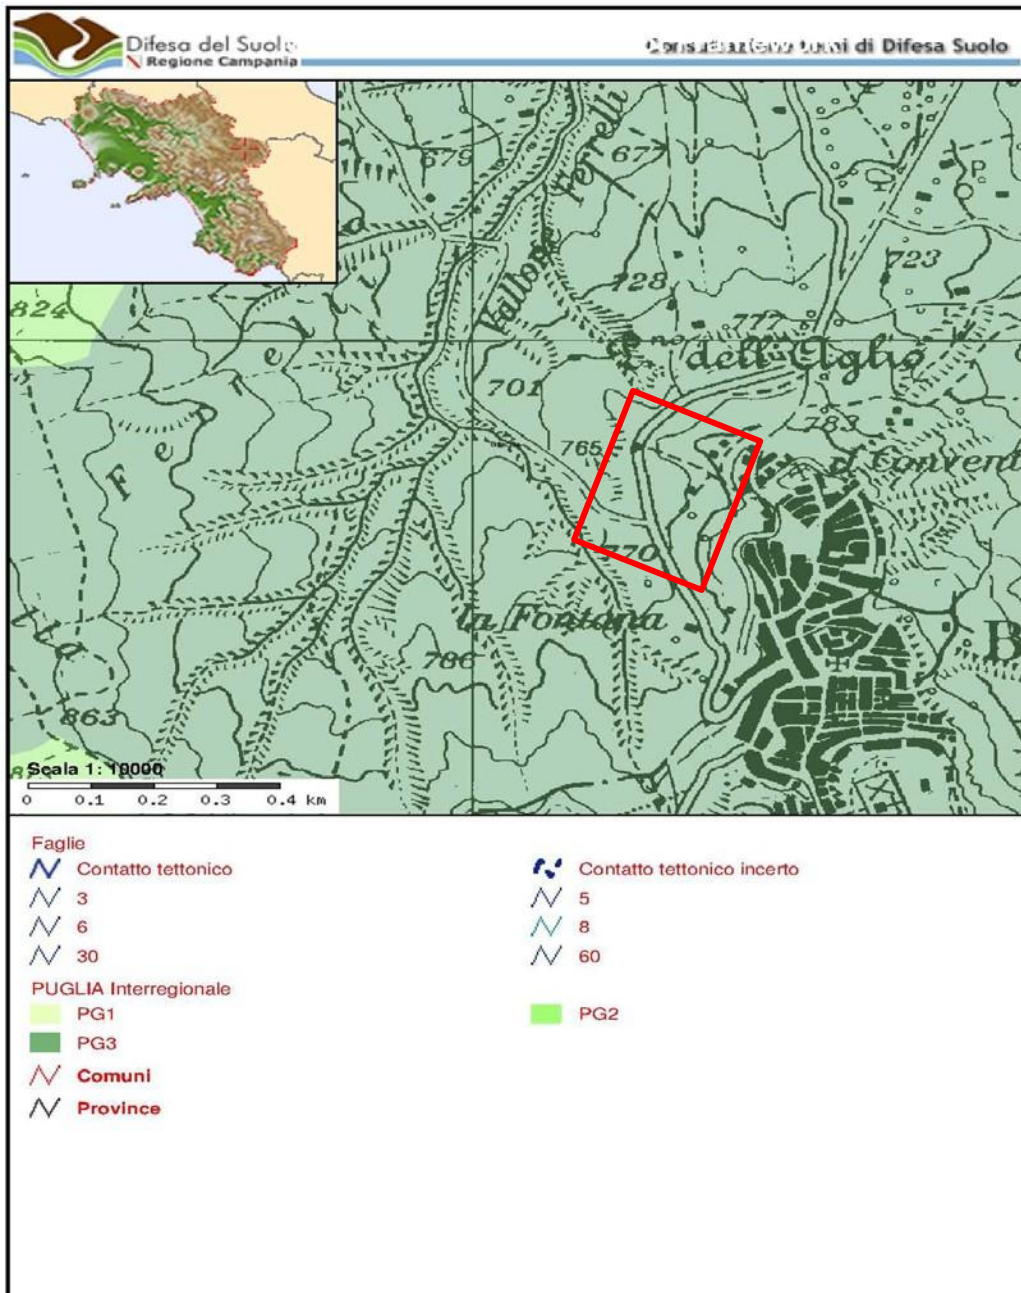 Difesa del Suolo
Regione Campania
di Difesa Suolo
679
67
Ferrelli
Vallone
728
723
P
824
777
dell'Aglio
701
783
765
Convent
Fe
770
la Fontana
B
786
863
Scala 1: 10000
0 0.1 0.2 0.3 0.4 km
Faglie
Contatto tettonico
Contatto tettonico incerto
3
5
6
8
30
60
PUGLIA Interregionale
PG1
PG2
PG3
Comuni
Province